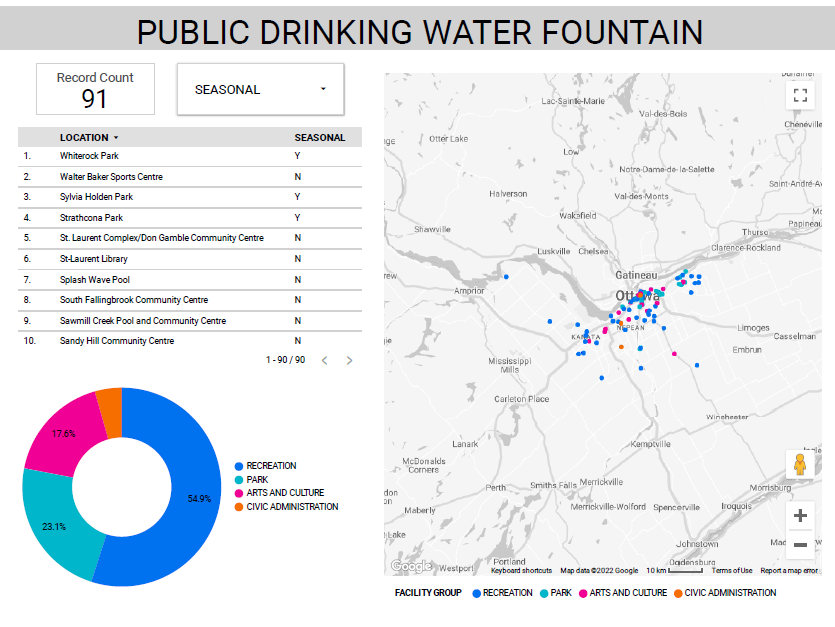 PUBLIC DRINKING WATER FOUNTAIN
Record Count
91
SEASONAL
LOCATION SEASONAL
1. Whiterock Park Y
2. Walter Baker Sports Centre N
3. Sylvia Holden Park Y
4. Strathcona Park Y
5. St. Laurent Complex/Don Gamble Community Centre N
6. St-Laurent Library N
7. Splash Wave Pool N
8. South Fallingbrook Community Centre N
9. Sawmill Creek Pool and Community Centre N
10. Sandy Hill Community Centre N
1 - 90 / 90
17.6%
54.9%
23.1%
RECREATION
PARK
ARTS AND CULTURE
CIVIC ADMINISTRATION
Lac-Sainte-Marie
Val-des-Bois
Chénéville
Otter Lake
Low
Notre-Dame-de-la-Salette
Saint-André-Av
Halverson
Val-des-Monts
Wakefield
Papineau
Shawville
Thurso
Luskville Chelsea
Clarence-Rockland
Gatineau
Arnprior
Ottawa
KANATA
NEPEAN
Limoges
Casselman
Embrun
Mississippi
Mills
Carleton Place
Winchester
Lanark
Kemptville
McDonalds
Corners
Perth
Smiths Falls
Merrickville
Morrisburg
Maberly
Merrickville-Wolford
Spencerville
Iroquois
Lake
Johnstown
Portland
Ogdensburg
Westport
Google
Keyboard shortcuts Map data ©2022 Google 10 km Terms of Use Report a map error
FACILITY GROUP RECREATION PARK ARTS AND CULTURE CIVIC ADMINISTRATION